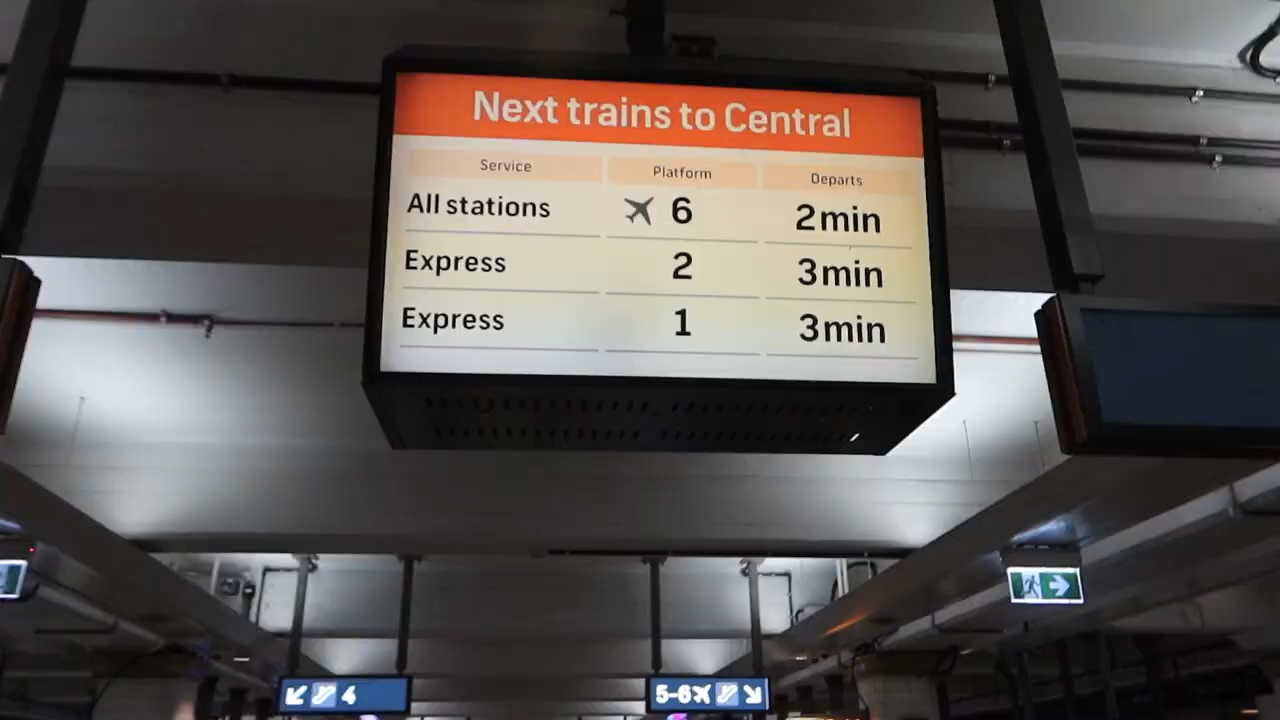 Next trains to Central
Service Platform Departs
All stations 6 2min
Express 2 3min
Express 1 3min
4
5-6